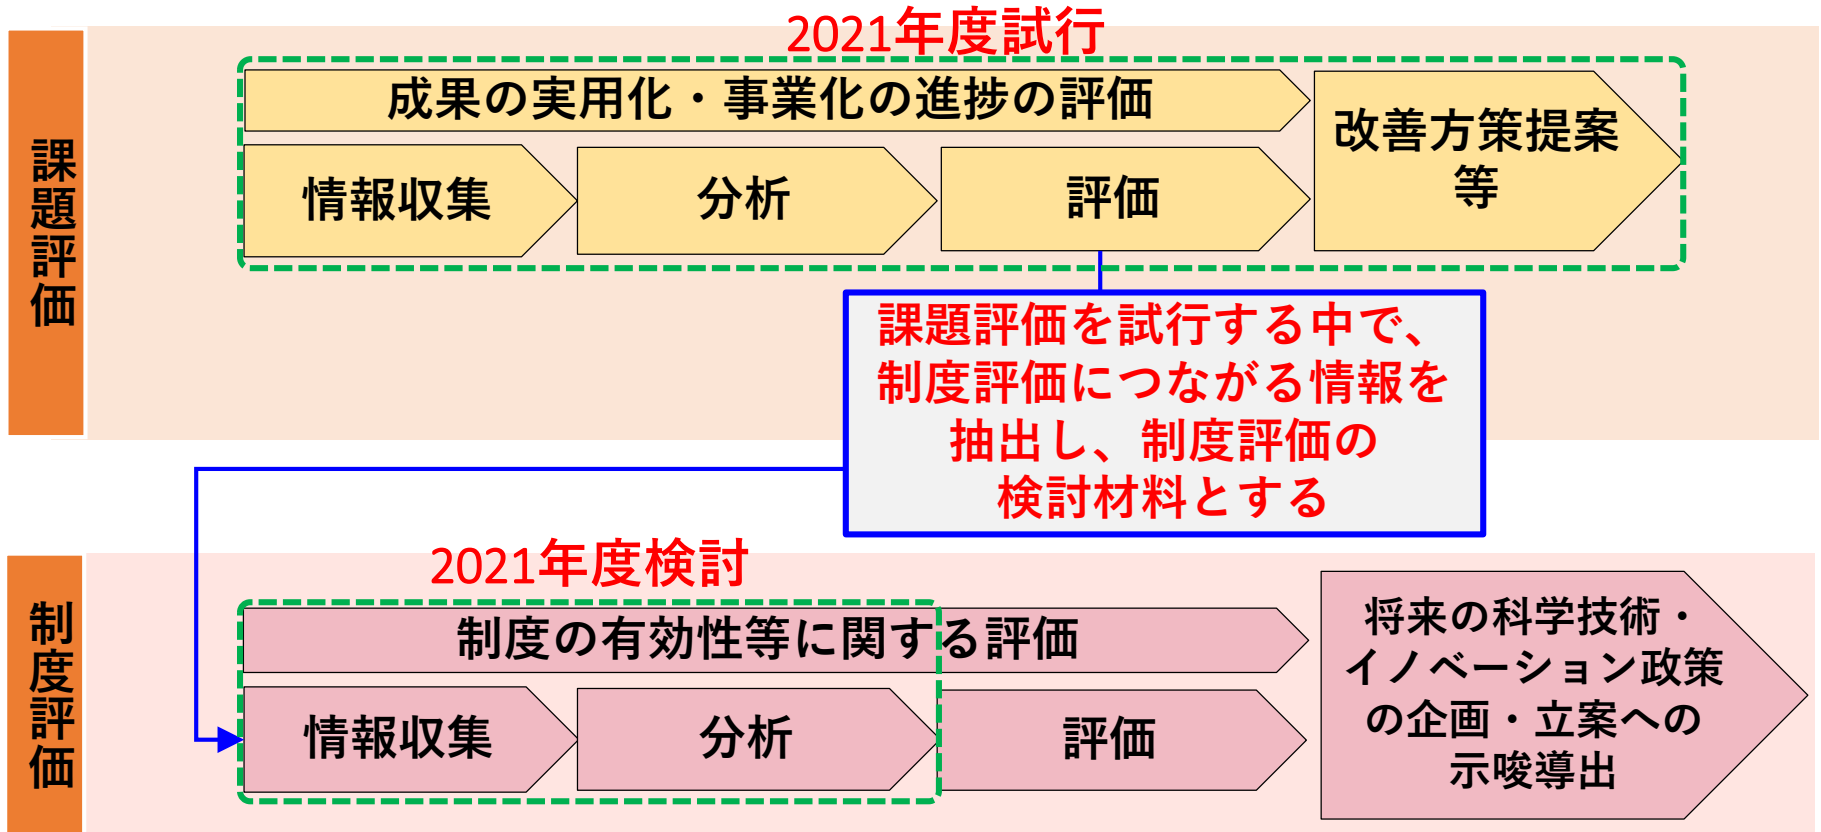 課題評価
2021年度試行
成果の実用化・事業化の進捗の評価
情報収集
分析
評価
改善方策提案
等
課題評価を試行する中で、
制度評価につながる情報を
抽出し、制度評価の
検討材料とする
制度評価
2021年度検討
制度の有効性等に関する評価
情報収集
分析
評価
将来の科学技術・
イノベーション政策
の企画・立案への
示唆導出